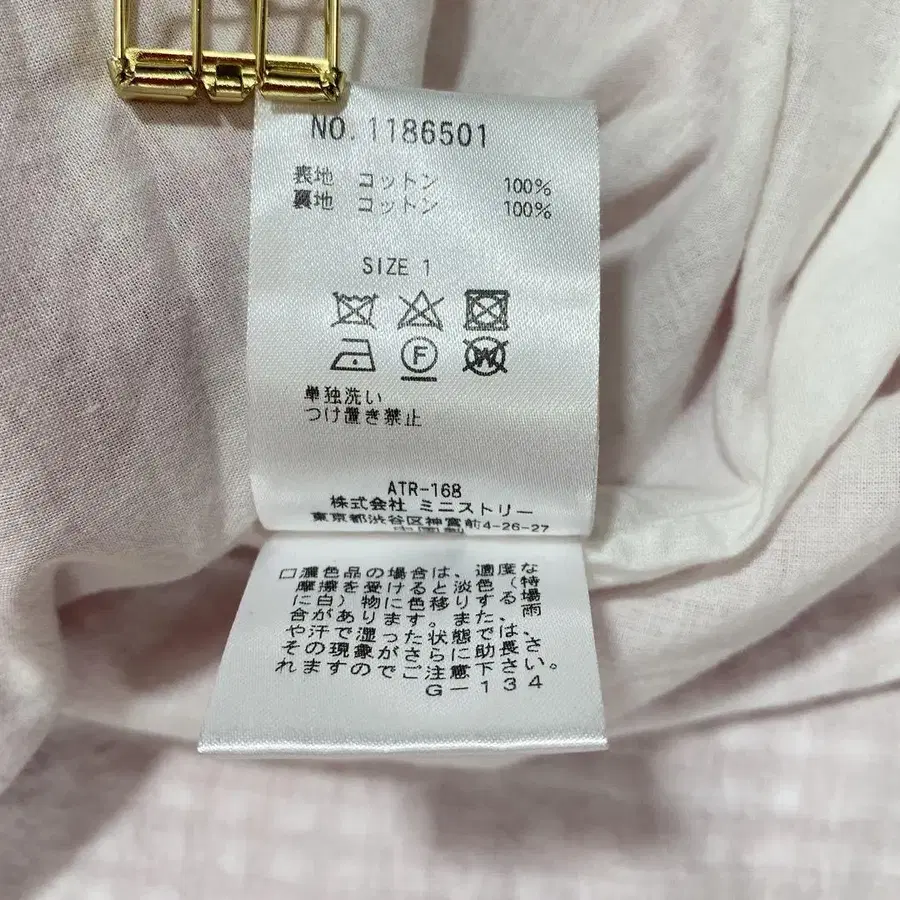 NO. 1186501
表地 コットン 100%
裏地 コットン 100%
SIZE 1
F
W
単独洗い
つけ置き禁止
ATR-168
株式会社 ミニストリー
東京都渋谷区神宮前4-26-27
中国製
□濃色品の場合は、適度な
摩擦を受けると淡色(特
に白)物に色移りする場
合があります。また、雨
や汗で湿った状態では、
その現象がさらに助長さ
れますのでご注意下さい。
G-134